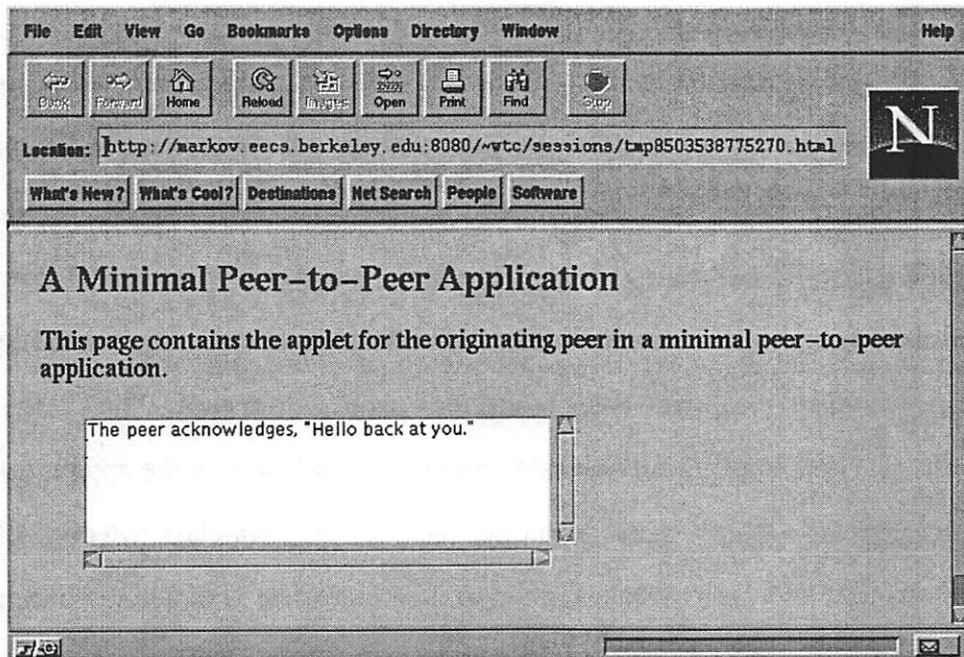 File Edit View Go Bookmarks Options Directory Window Help
Back Forward Home Reload Images Open Print Find Stop
N
Location: http://markov.eecs.berkeley.edu:8080/~wtc/sessions/tmp8503538775270.html
What's New? What's Cool? Destinations Net Search People Software
A Minimal Peer-to-Peer Application
This page contains the applet for the originating peer in a minimal peer-to-peer
application.
The peer acknowledges, "Hello back at you."